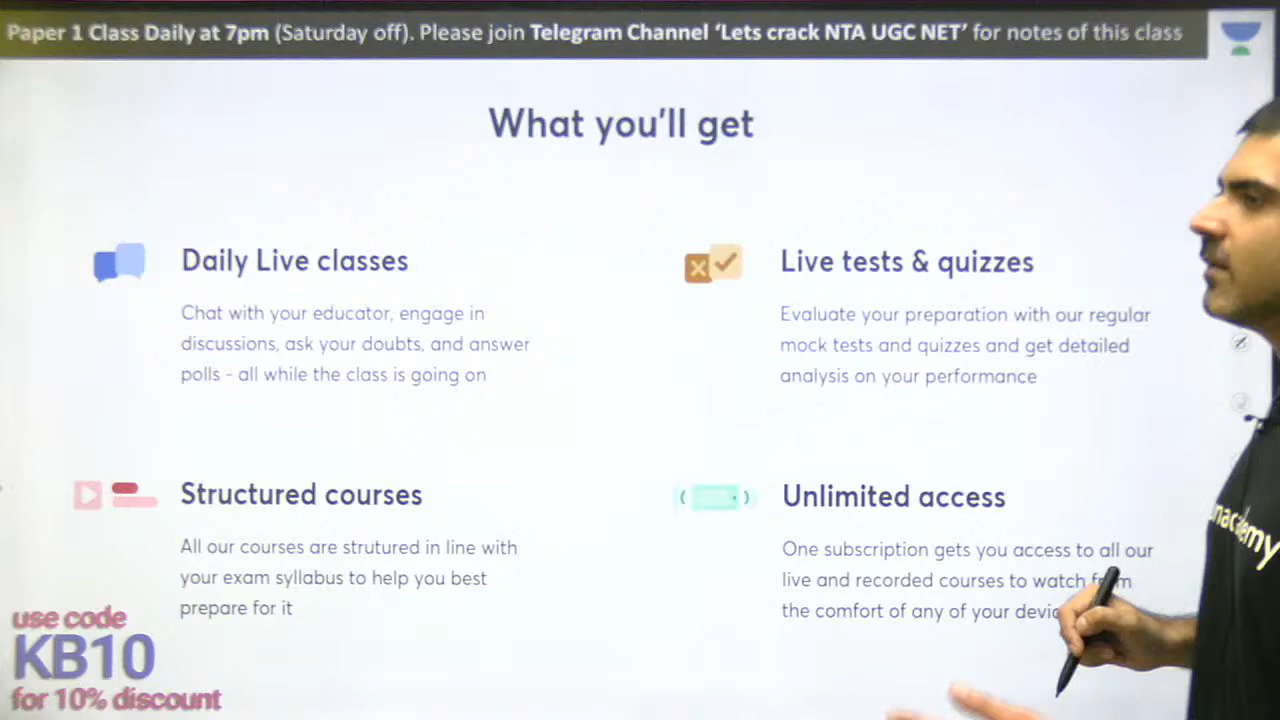 Paper 1 Class Daily at 7pm (Saturday off). Please join Telegram Channel ‘Lets crack NTA UGC NET’ for notes of this class
What you'll get
Daily Live classes
Chat with your educator, engage in
discussions, ask your doubts, and answer
polls - all while the class is going on
Live tests & quizzes
Evaluate your preparation with our regular
mock tests and quizzes and get detailed
analysis on your performance
Structured courses
All our courses are strutured in line with
your exam syllabus to help you best
prepare for it
Unlimited access
One subscription gets you access to all our
live and recorded courses to watch from
the comfort of any of your
use code
KB10
for 10% discount
unacademy